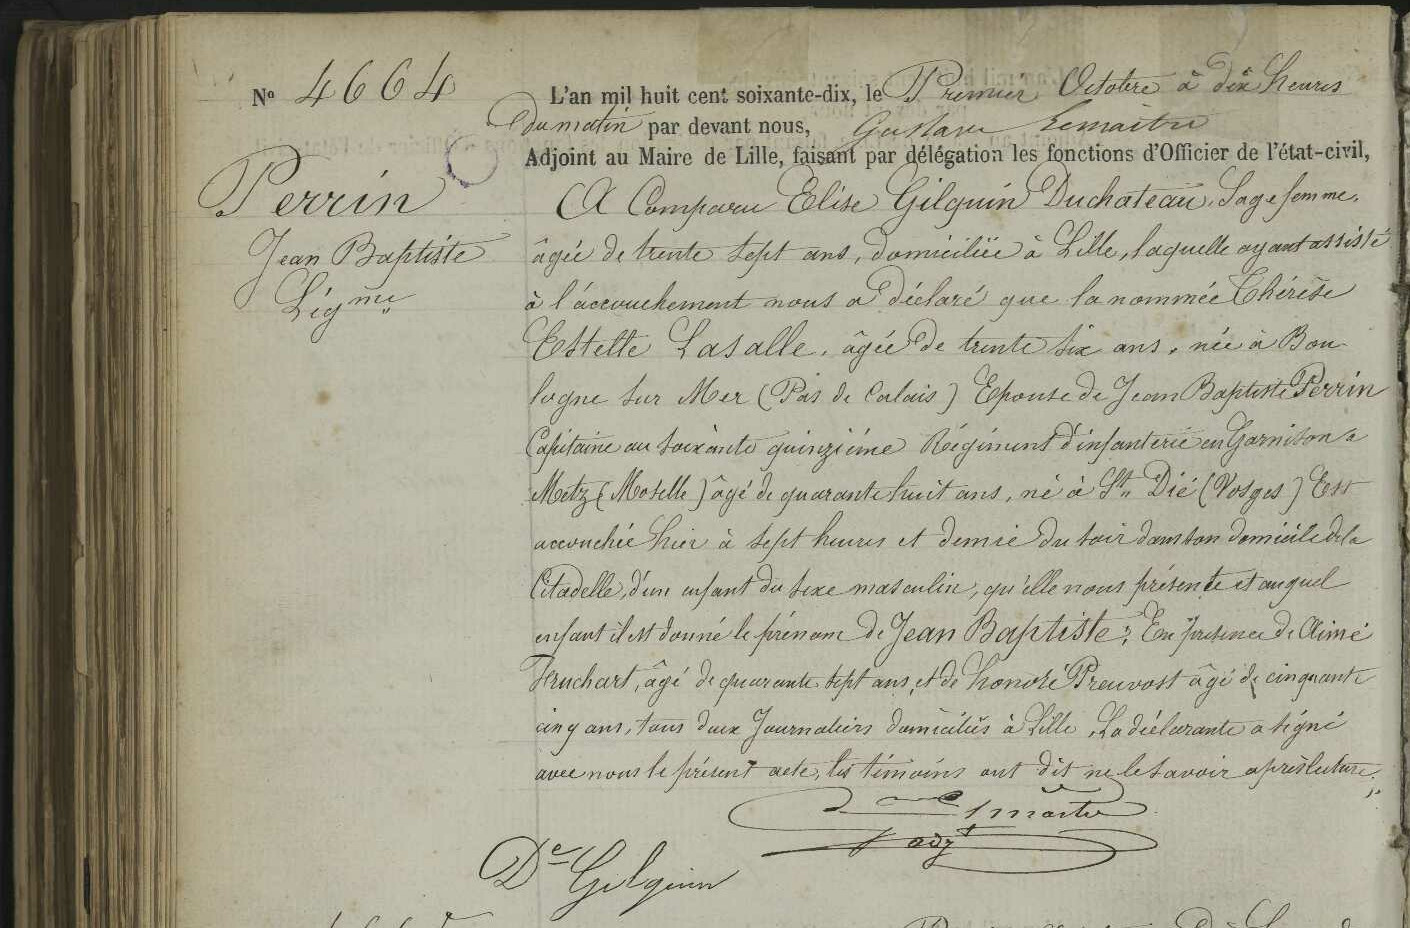 No 4664
L'an mil huit cent soixante-dix, le Premier Octobre à dix heures
du matin par devant nous, Gustave Lemaitre
Adjoint au Maire de Lille, faisant par délégation les fonctions d'Officier de l'état-civil,
Perrin
Jean Baptiste
Légme
A Comparu Elise Gilquin Duchateau, Sage femme,
âgée de trente sept ans, domiciliée à Lille, laquelle ayant assisté
à l'accouchement nous a déclaré que la nommée Thérèse
Estelle Lasalle, âgée de trente six ans, née à Bou
logne sur Mer (Pas de Calais) Epouse de Jean Baptiste Perrin
Capitaine au soixante quinzième Régiment d'infanterie en Garnison a
Metz (Moselle) âgé de quarante huit ans, né à St Dié (Vosges) Est
accouchée hier à sept heures et demie du soir dans son domicile de la
Citadelle, d'un enfant du sexe masculin, qu'elle nous présente et auquel
enfant il est donné le prénom de Jean Baptiste; En présence de Aimé
Fruchart, âgé de quarante sept ans, et de honoré Preuvost âgé de cinquante
cinq ans, tous deux Journaliers domiciliés à Lille, La déclarante a signé
avec nous le présent acte, les témoins ont dit ne le savoir après lecture.
Lmaitre
adjt
De Gilquin